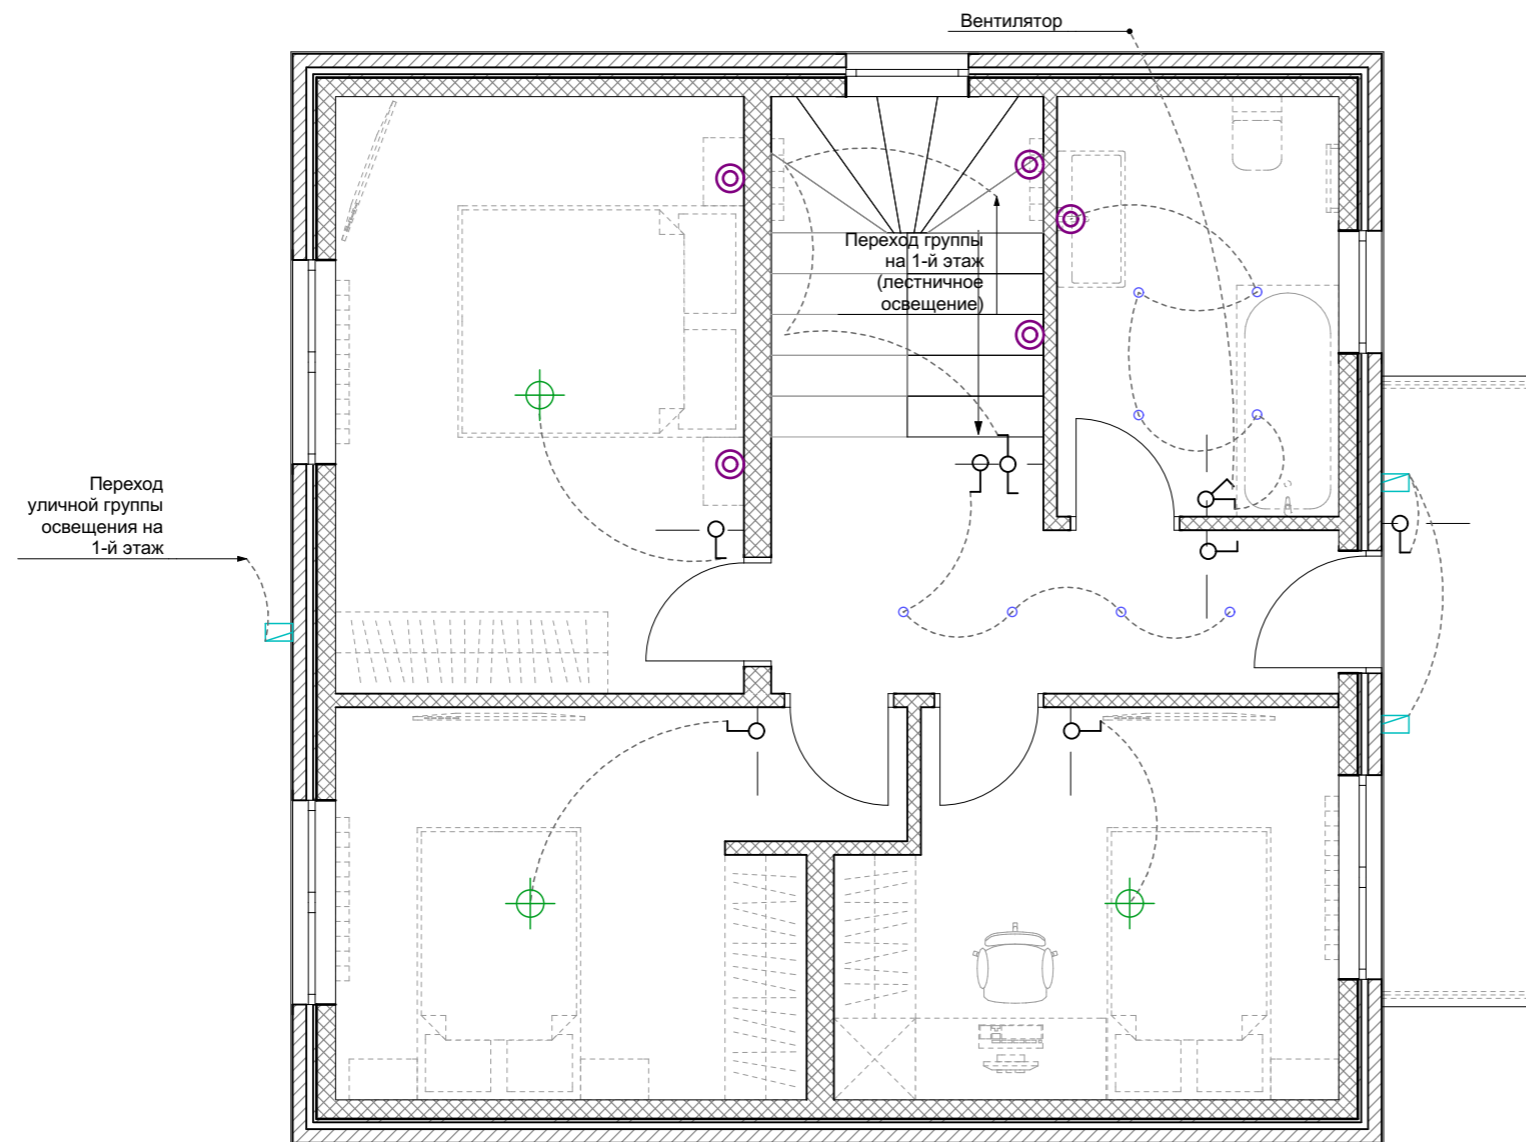 Вентилятор
Переход группы
на 1-й этаж
(лестничное
освещение)
Переход
уличной группы
освещения на
1-й этаж